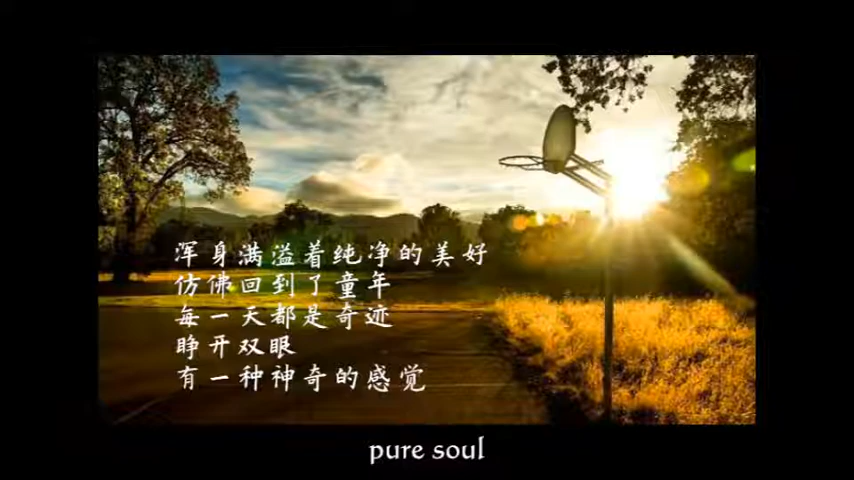 浑身满溢着纯净的美好
仿佛回到了童年
每一天都是奇迹
睁开双眼
有一种神奇的感觉
pure soul